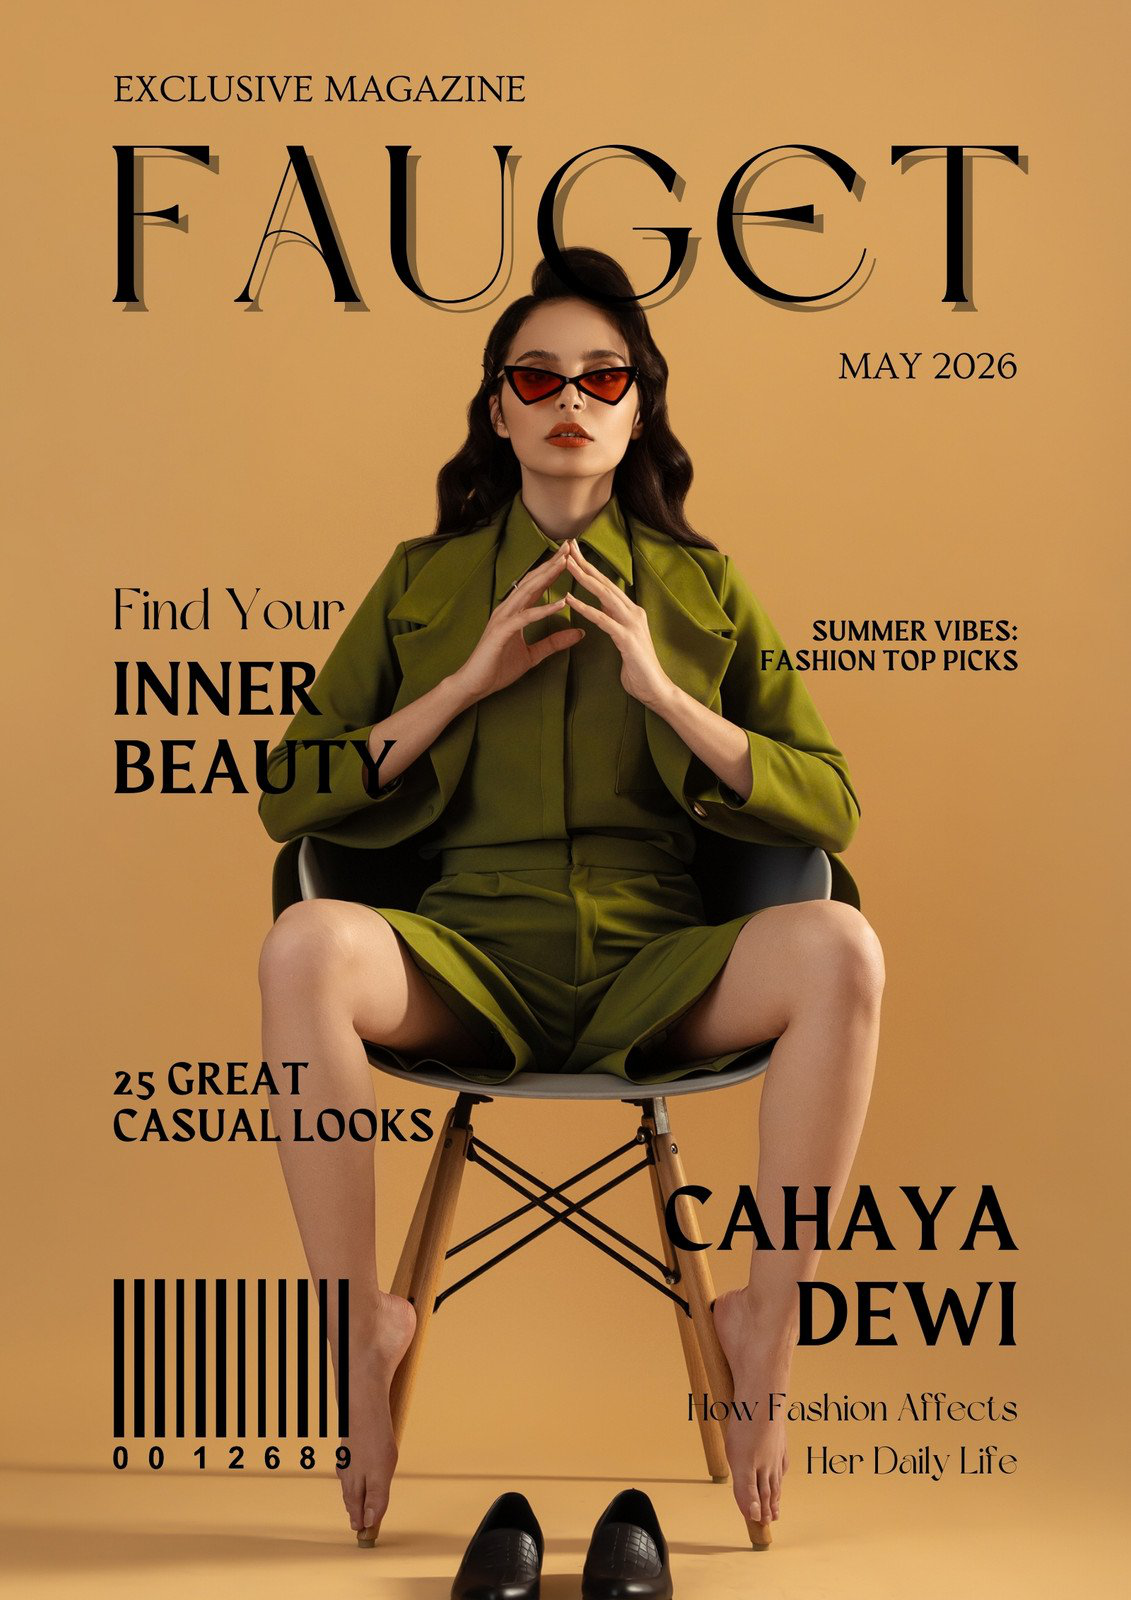 EXCLUSIVE MAGAZINE
FAUGET
MAY 2026
Find Your
INNER
BEAUTY
SUMMER VIBES:
FASHION TOP PICKS
25 GREAT
CASUAL LOOKS
CAHAYA
DEWI
How Fashion Affects
Her Daily Life
0012689